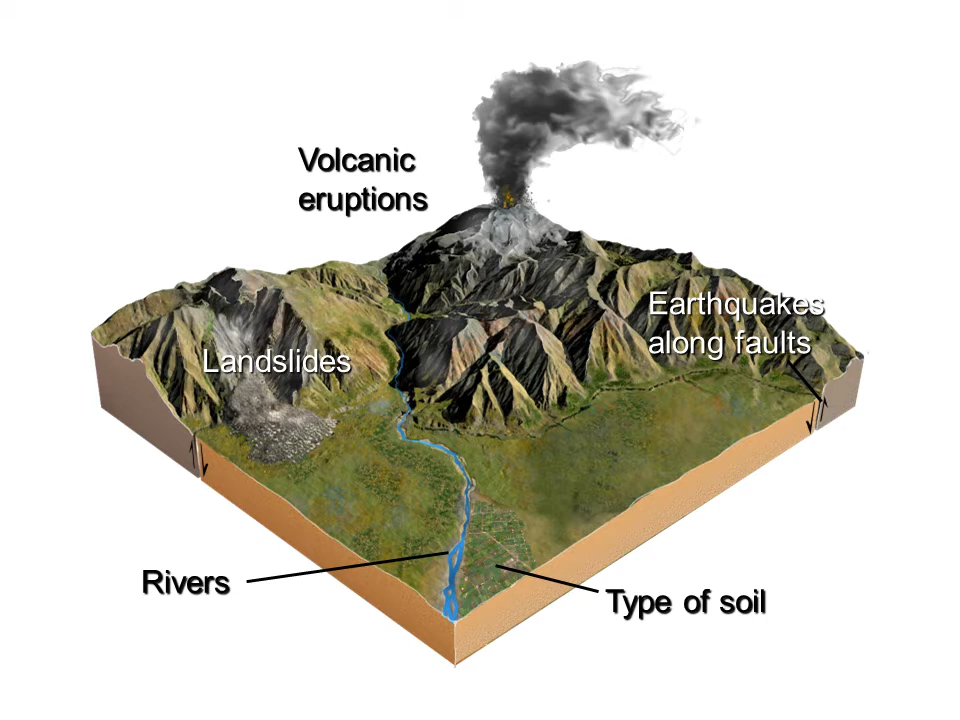 Volcanic
eruptions
Earthquakes
along faults
Landslides
Rivers
Type of soil